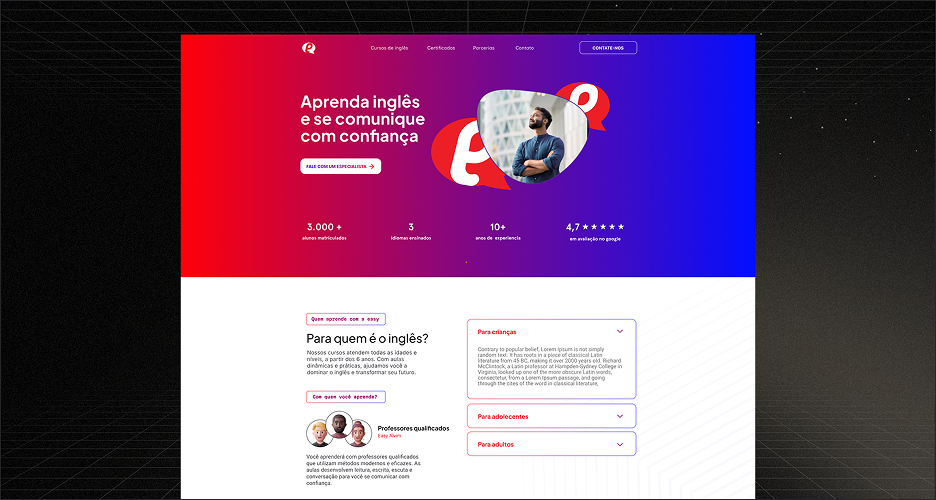 Cursos de inglês
Certificados
Parcerias
Contato
CONTATE-NOS
Aprenda inglês
e se comunique
com confiança
FALE COM UM ESPECIALISTA
3.000 +
alunos matriculados
3
idiomas ensinados
10+
anos de experiencia
4,7 ★ ★ ★ ★ ★
em avaliação no google
Quem aprende com a easy
Para quem é o inglês?
Nossos cursos atendem todas as idades e
níveis, a partir dos 6 anos. Com aulas
dinâmicas e práticas, ajudamos você a
dominar o inglês e transformar seu futuro.
Com quem você aprende?
Professores qualificados
Easy Alvim
Você aprenderá com professores qualificados
que utilizam métodos modernos e eficazes. As
aulas desenvolvem leitura, escrita, escuta e
conversação para você se comunicar com
confiança.
Para crianças
Contrary to popular belief, Lorem Ipsum is not simply
random text. It has roots in a piece of classical Latin
literature from 45 BC, making it over 2000 years old. Richard
McClintock, a Latin professor at Hampden-Sydney College in
Virginia, looked up one of the more obscure Latin words,
consectetur, from a Lorem Ipsum passage, and going
through the cites of the word in classical literature,
Para adolecentes
Para adultos